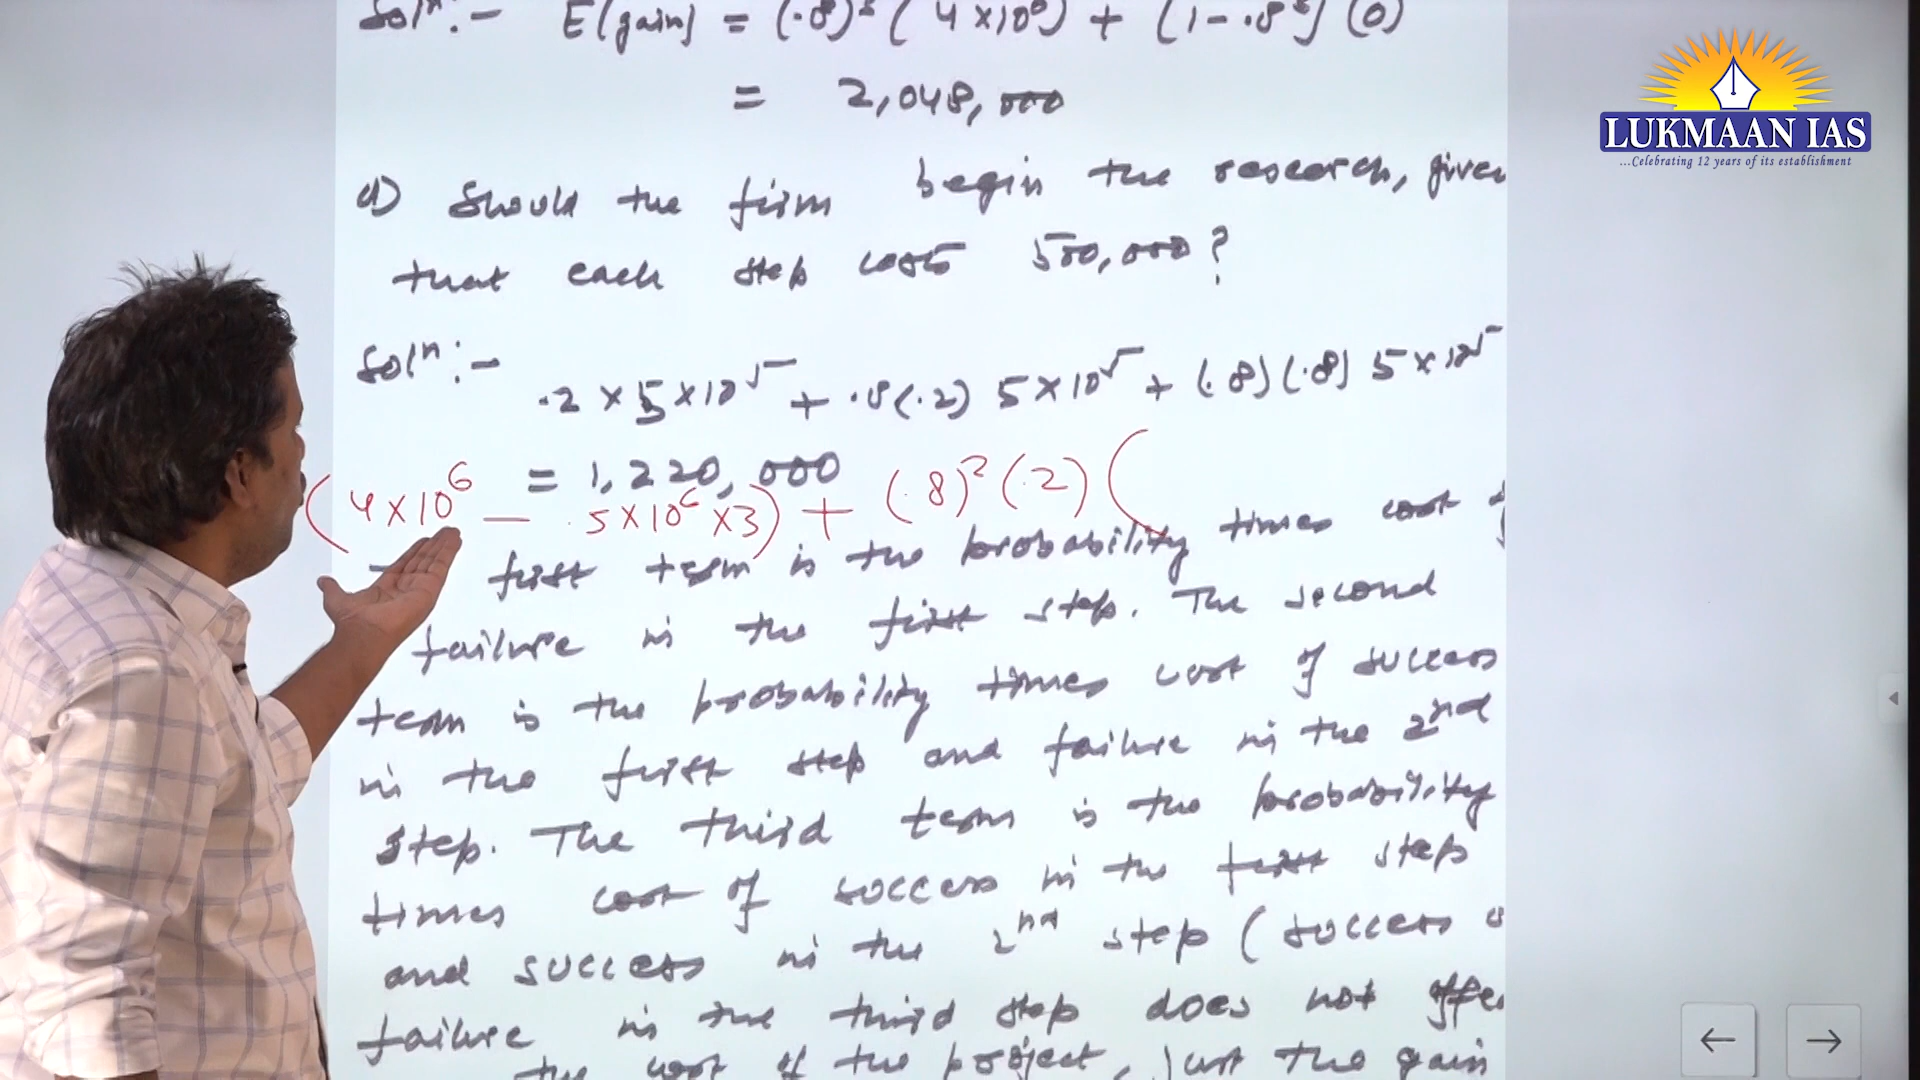 Solⁿ:- E(gain) = (.8)³ (4×10⁶) + (1-.8³) (0)
= 2,048,000
LUKMAAN IAS
...Celebrating 12 years of its establishment
d) Should the firm begin the research, given
that each step costs 500,000?
Solⁿ:-
.2 × 5×10⁵ + .8(.2) 5×10⁵ + (.8)(.8) 5×10⁵
= 1,220,000
(4×10⁶ - .5×10⁶ ×3) + (.8)² (.2) (
first term is the probability times cost
failure in the first step. The second
term is the probability times cost of success
in the first step and failure in the 2nd
step. The third term is the probability
times cost of success in the first step
and success in the 2nd step (success
failure in the third step does not
the cost of the project, just the gain